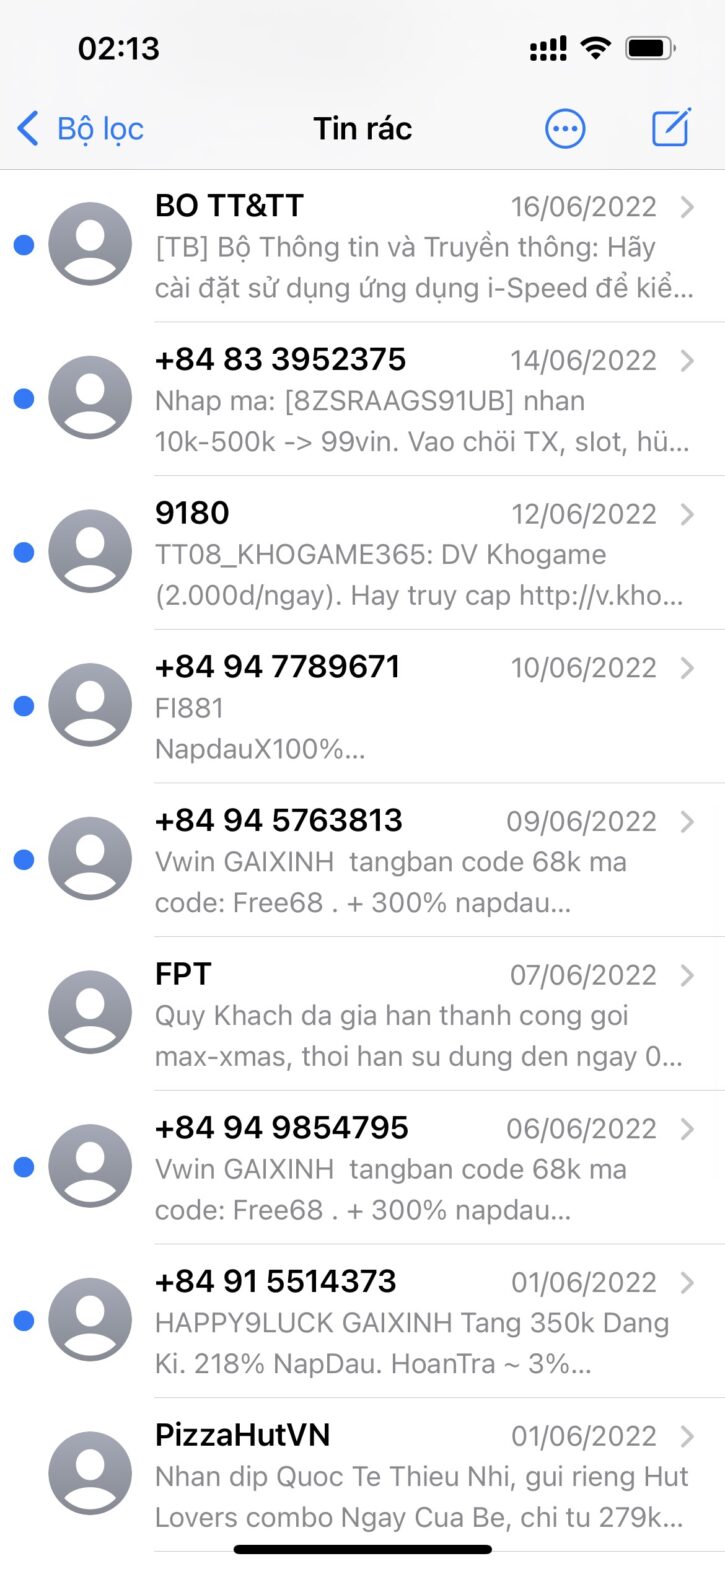 02:13
Bộ lọc
Tin rác
BO TT&TT
16/06/2022
[TB] Bộ Thông tin và Truyền thông: Hãy
cài đặt sử dụng ứng dụng i-Speed để kiể...
+84 83 3952375
14/06/2022
Nhap ma: [8ZSRAAGS91UB] nhan
10k-500k -> 99vin. Vao chöi TX, slot, hü...
9180
12/06/2022
TT08_KHOGAME365: DV Khogame
(2.000d/ngay). Hay truy cap http://v.kho...
+84 94 7789671
10/06/2022
FI881
NapdauX100%...
+84 94 5763813
09/06/2022
Vwin GAIXINH  tangban code 68k ma
code: Free68 . + 300% napdau...
FPT
07/06/2022
Quy Khach da gia han thanh cong goi
max-xmas, thoi han su dung den ngay 0...
+84 94 9854795
06/06/2022
Vwin GAIXINH  tangban code 68k ma
code: Free68 . + 300% napdau...
+84 91 5514373
01/06/2022
HAPPY9LUCK GAIXINH Tang 350k Dang
Ki. 218% NapDau. HoanTra ~ 3%...
PizzaHutVN
01/06/2022
Nhan dip Quoc Te Thieu Nhi, gui rieng Hut
Lovers combo Ngay Cua Be, chi tu 279k...